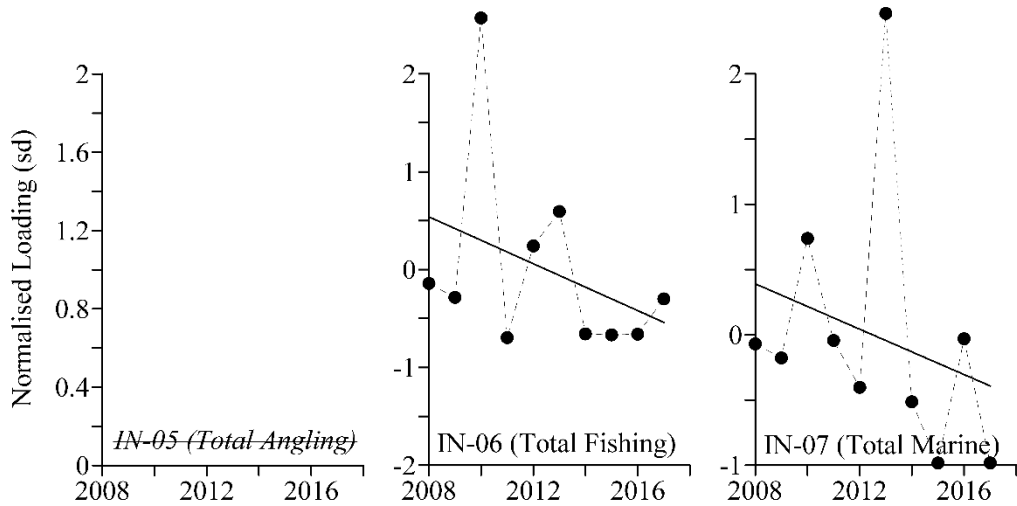 Normalised Loading (sd)
2
1.6
1.2
0.8
0.4
0
2008 2012 2016
IN-05 (Total Angling)
2
1
0
-1
-2
2008 2012 2016
IN-06 (Total Fishing)
2
1
0
-1
2008 2012 2016
IN-07 (Total Marine)